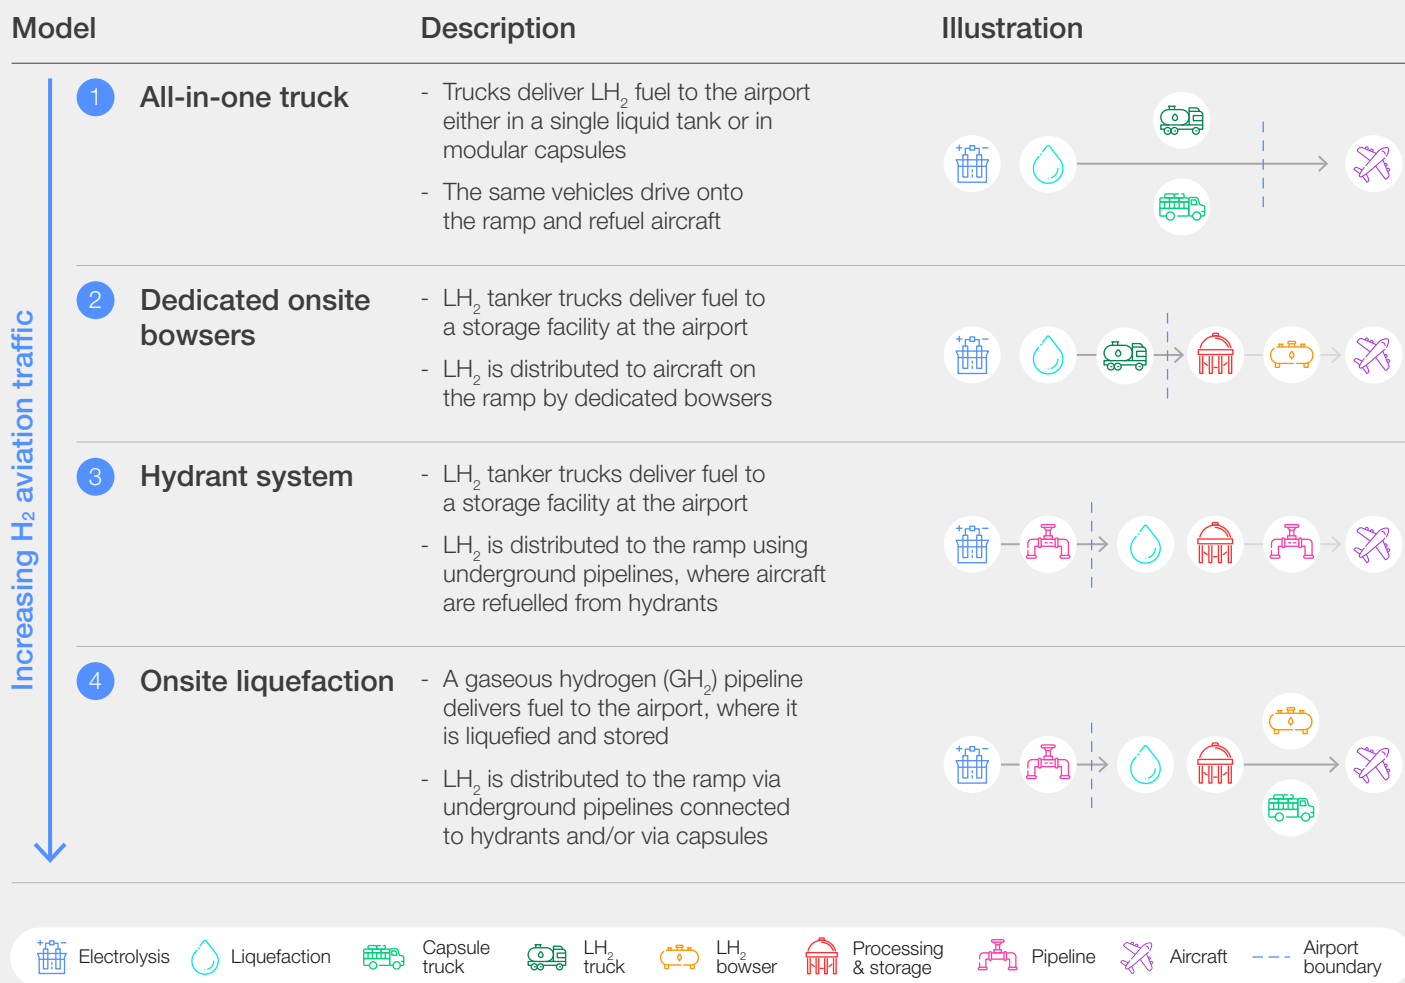 Model
Description
Illustration
Increasing H₂ aviation traffic
1
All-in-one truck
- Trucks deliver LH₂ fuel to the airport
either in a single liquid tank or in
modular capsules
- The same vehicles drive onto
the ramp and refuel aircraft
2
Dedicated onsite
bowsers
- LH₂ tanker trucks deliver fuel to
a storage facility at the airport
- LH₂ is distributed to aircraft on
the ramp by dedicated bowsers
3
Hydrant system
- LH₂ tanker trucks deliver fuel to
a storage facility at the airport
- LH₂ is distributed to the ramp using
underground pipelines, where aircraft
are refuelled from hydrants
4
Onsite liquefaction
- A gaseous hydrogen (GH₂) pipeline
delivers fuel to the airport, where it
is liquefied and stored
- LH₂ is distributed to the ramp via
underground pipelines connected
to hydrants and/or via capsules
Electrolysis
Liquefaction
Capsule
truck
LH₂
truck
LH₂
bowser
Processing
& storage
Pipeline
Aircraft
Airport
boundary